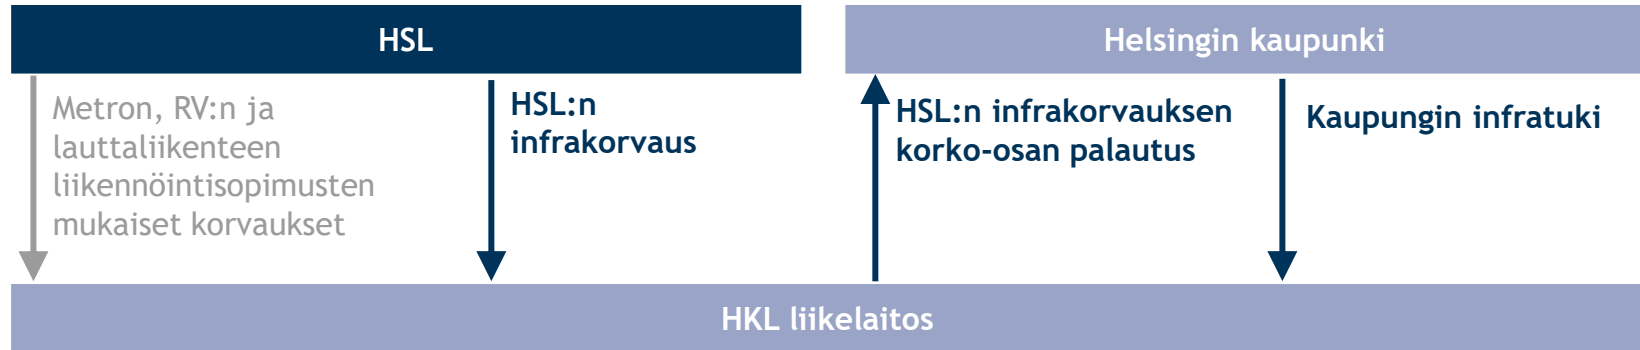 HSL
Helsingin kaupunki
Metron, RV:n ja
lauttaliikenteen
liikennöintisopimusten
mukaiset korvaukset
HSL:n
infrakorvaus
HSL:n infrakorvauksen
korko-osan palautus
Kaupungin infratuki
HKL liikelaitos